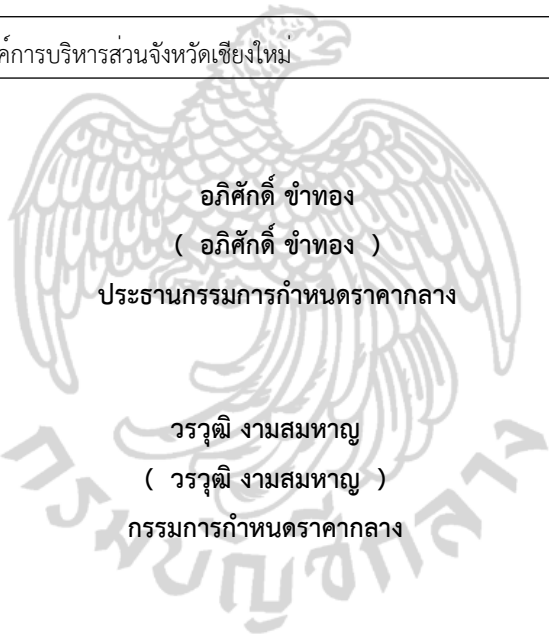 ค์การบริหารส่วนจังหวัดเชียงใหม่
อภิศักดิ์ ขำทอง
( อภิศักดิ์ ขำทอง )
ประธานกรรมการกำหนดราคากลาง
วรวุฒิ งามสมหาญ
( วรวุฒิ งามสมหาญ )
กรรมการกำหนดราคากลาง
กรมบัญชีกลาง